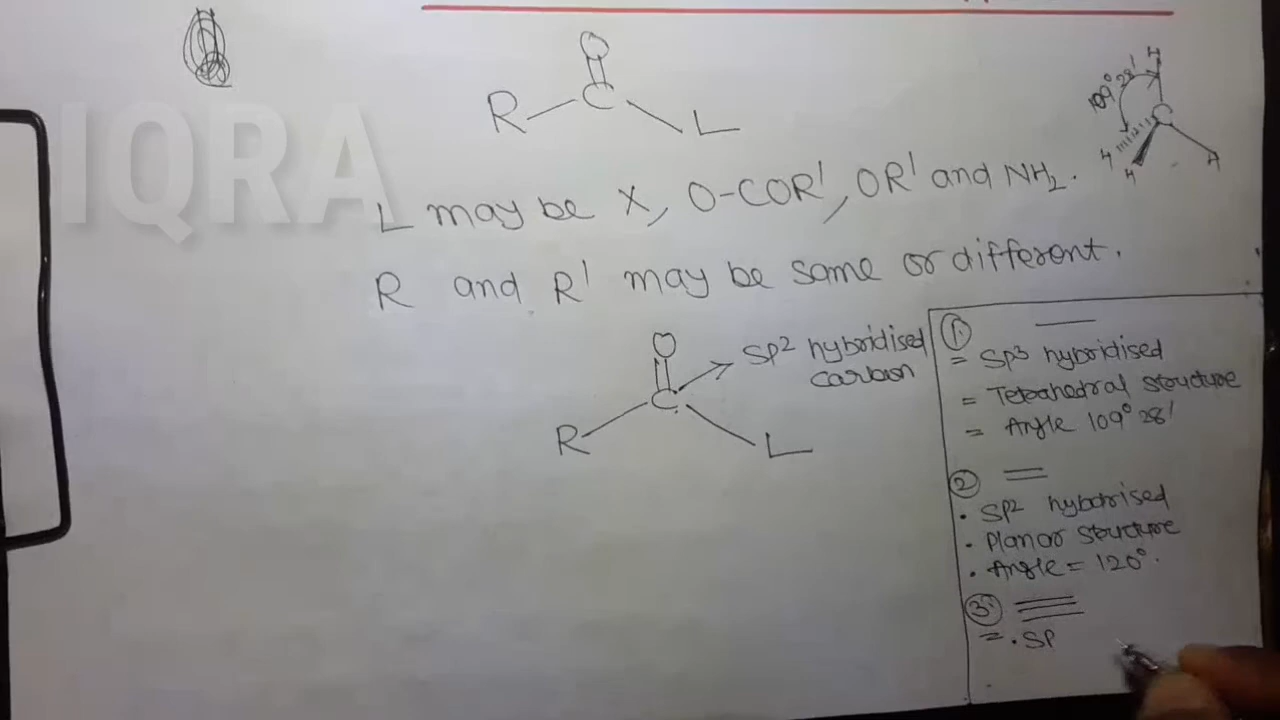 IQRA
O
R C L
H
109° 28'
C
H H H
L may be X, O-COR', OR' and NH2.
R and R' may be same or different.
O
R C L
SP2 hybridised
carbon
1.
= SP3 hybridised
= Tetrahedral structure
= Angle 109° 28'
2
. SP2 hybdrised
. Planar structure
. Angle = 120°.
3.
= . SP